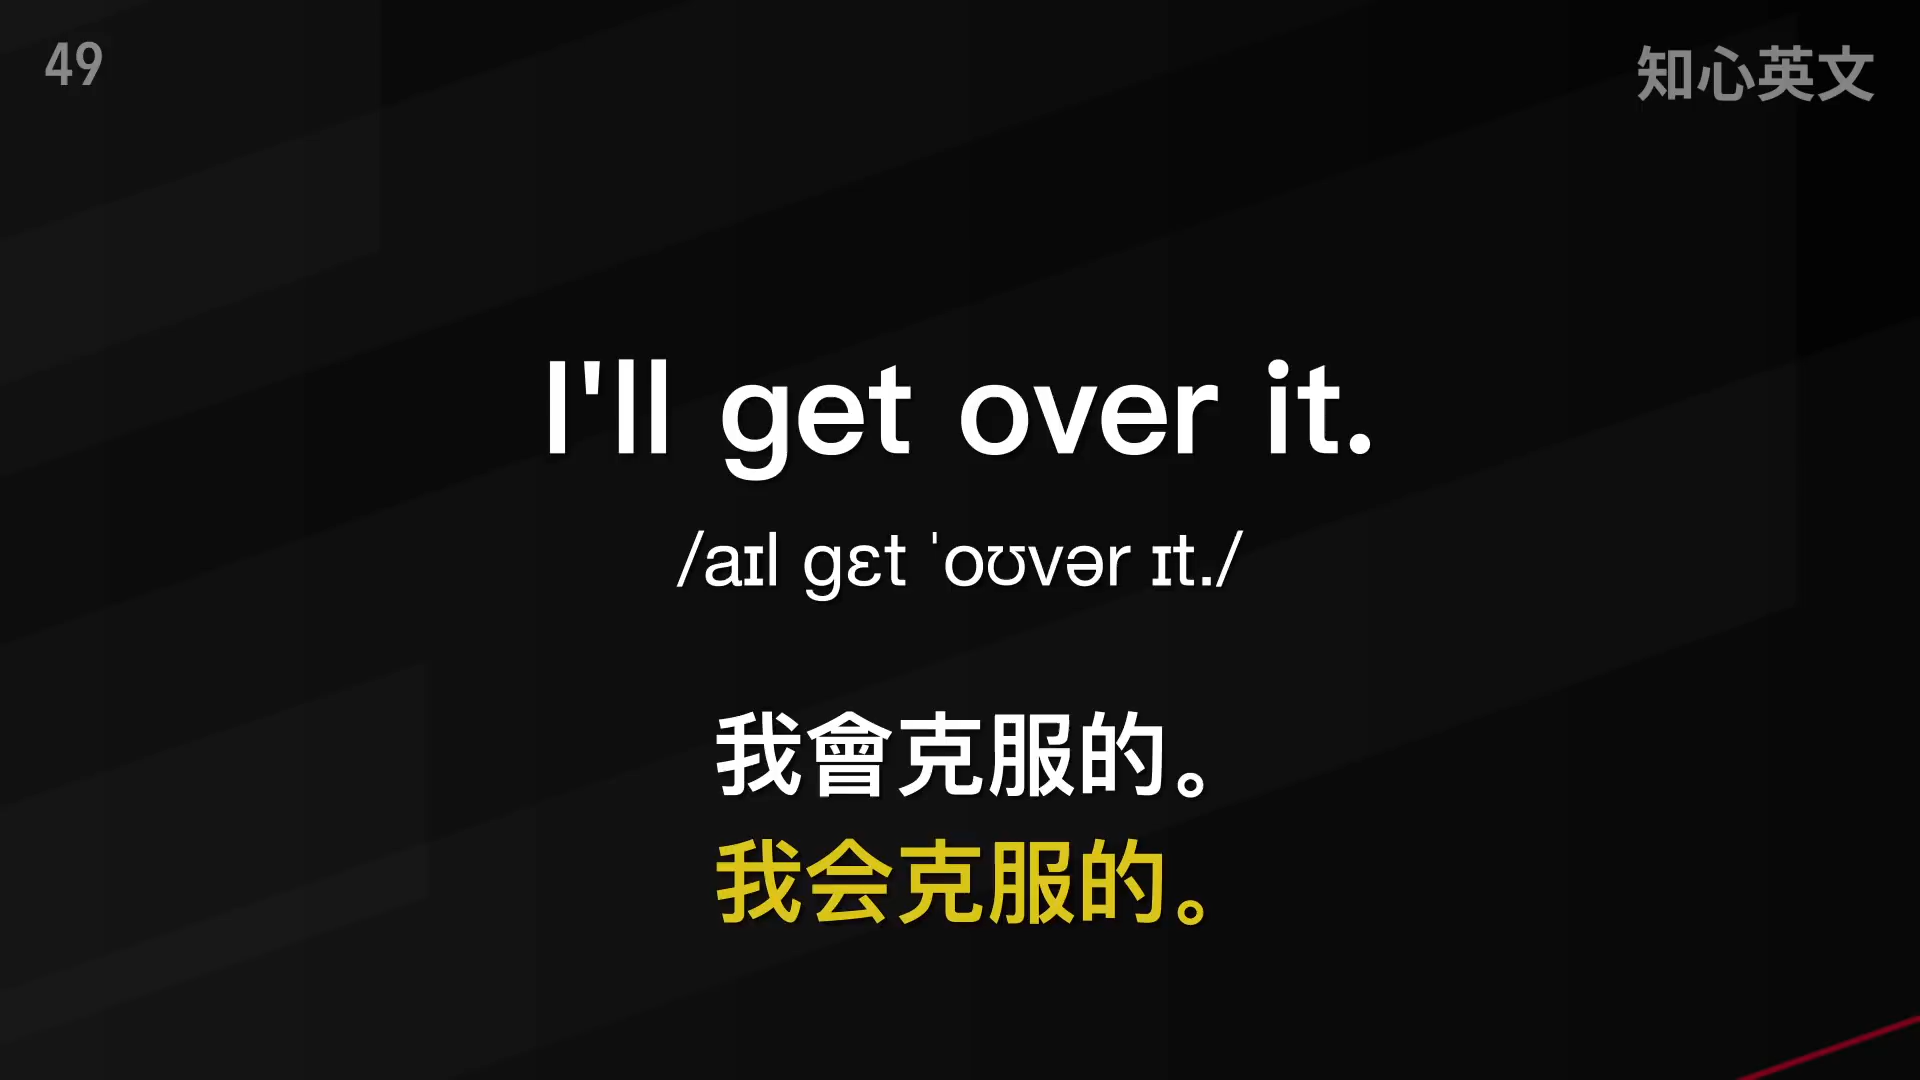 49
知心英文
I'll get over it.
/aɪl gɛt ˈoʊvər ɪt./
我會克服的。
我会克服的。